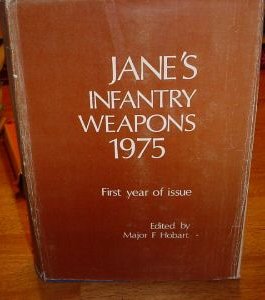 JANE'S
INFANTRY
WEAPONS
1975
First year of issue
Edited by
Major F Hobart